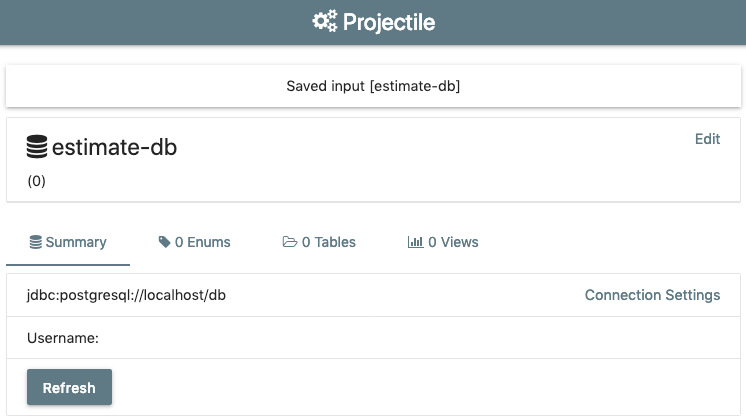 Projectile
Saved input [estimate-db]
estimate-db
Edit
(0)
Summary
0 Enums
0 Tables
0 Views
jdbc:postgresql://localhost/db
Connection Settings
Username:
Refresh